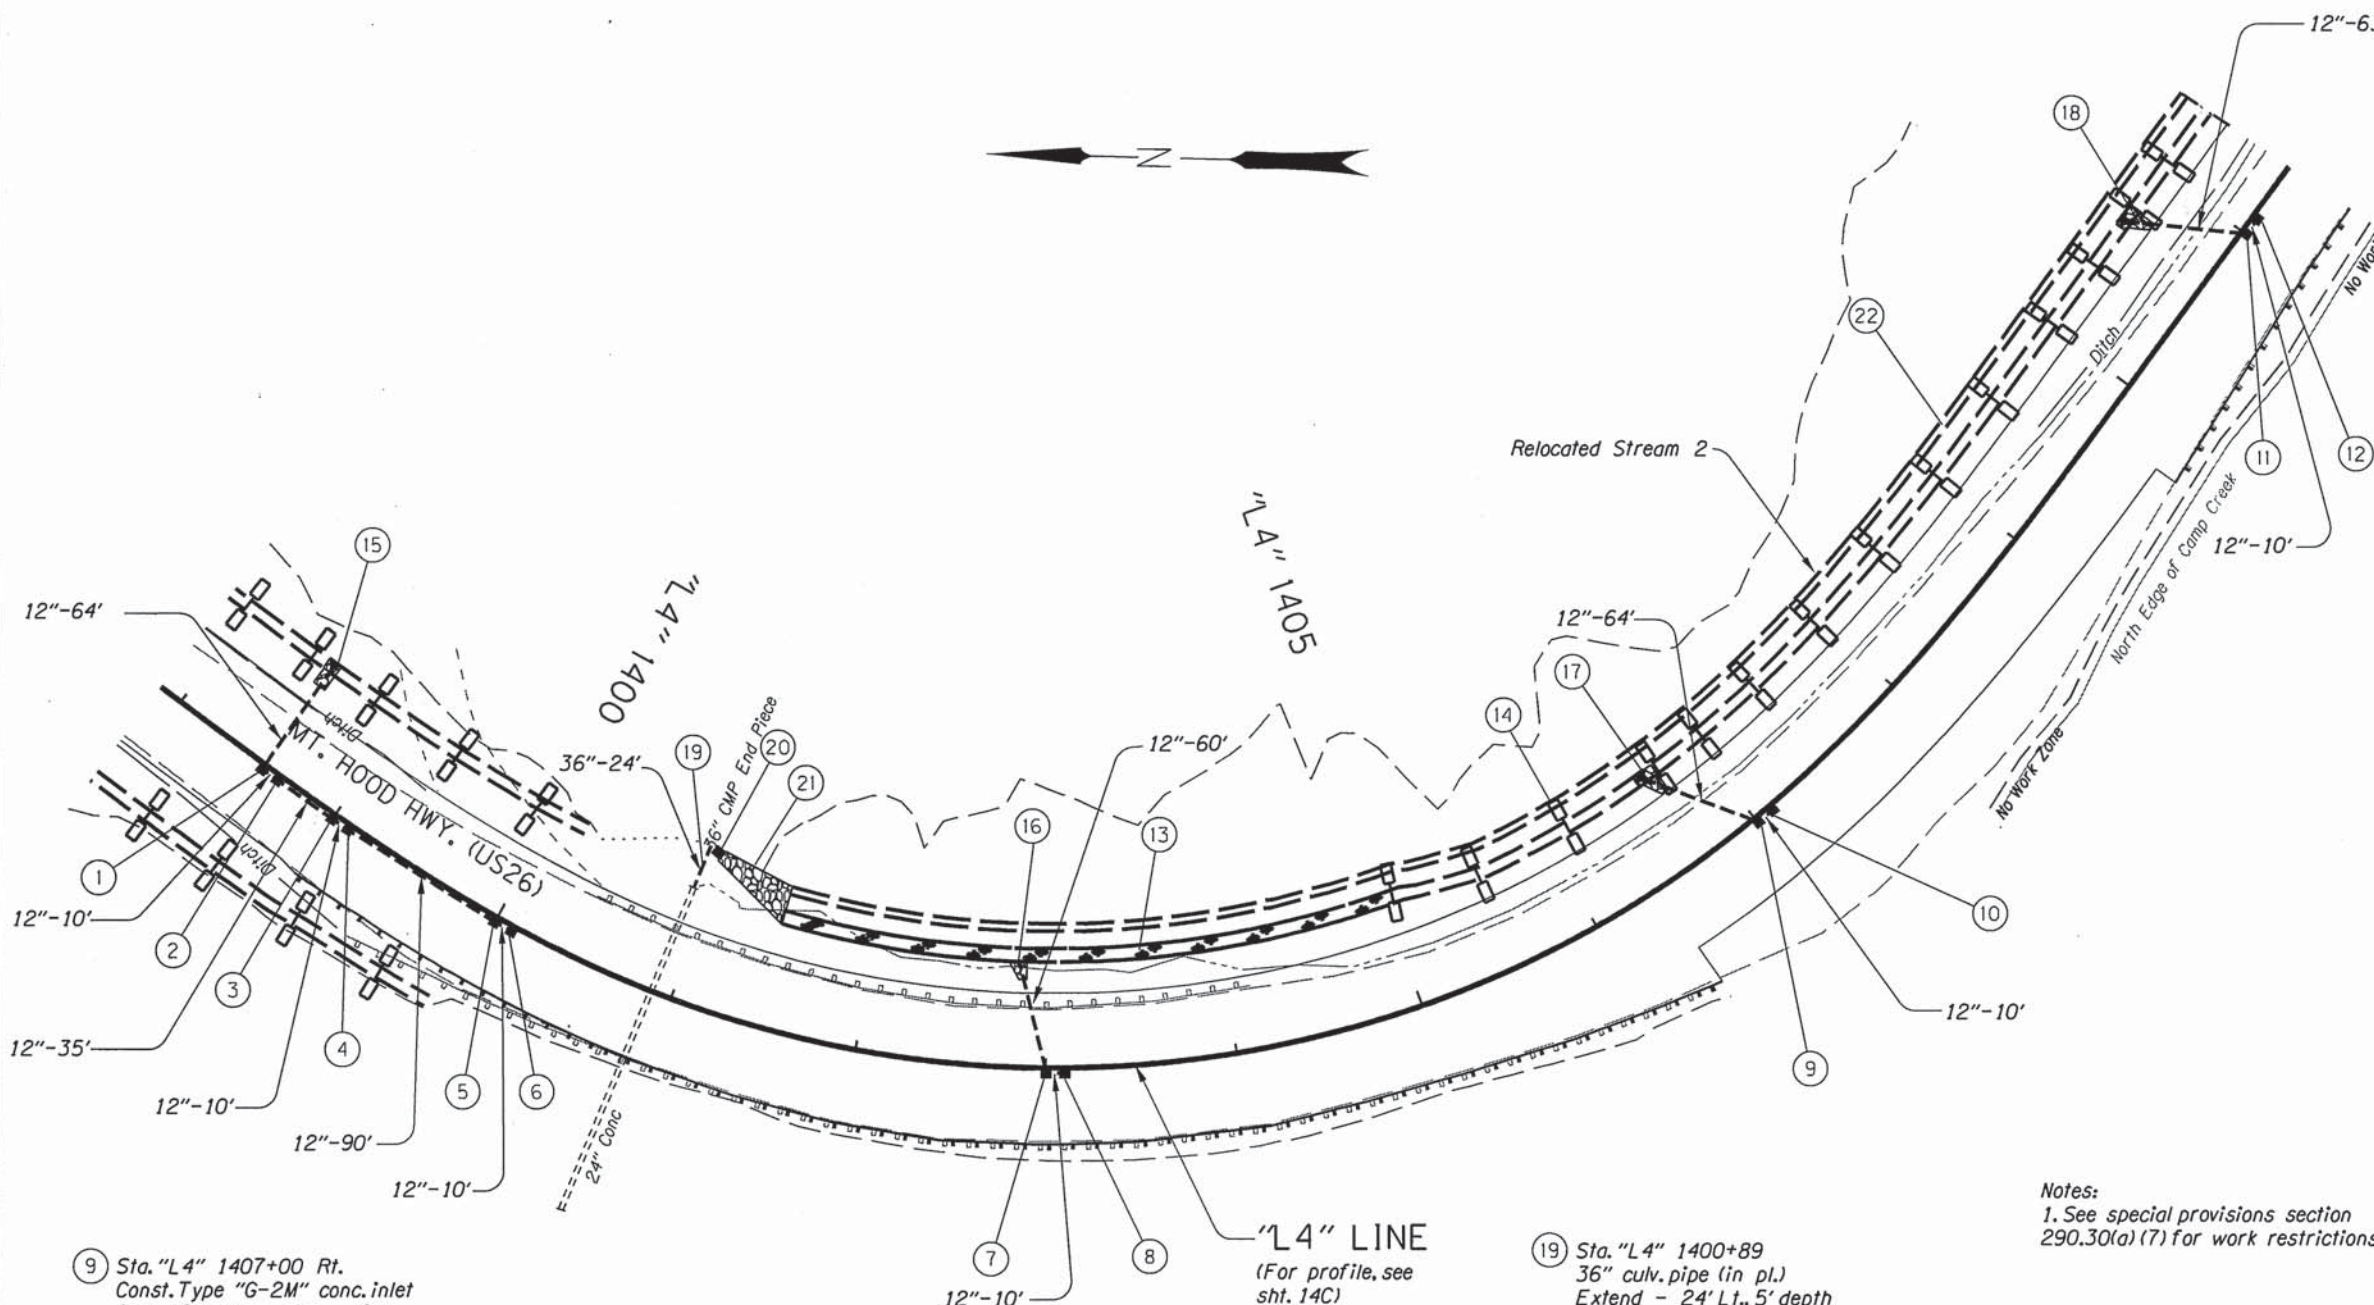 12"-6
18
22
Ditch
No Wor
Relocated Stream 2
11
12
12"-10'
North Edge of Camp Creek
N
"L4" 1405
"L4" 1400
15
12"-64'
Ditch
MT. HOOD HWY. (US26)
36"-24'
19
36" CMP End Piece
20
21
12"-60'
16
13
14
17
12"-64'
No Work Zone
10
12"-10'
9
1
12"-10'
2
Ditch
3
12"-35'
4
12"-10'
5
6
12"-90'
12"-10'
24" Conc
7
12"-10'
8
"L4" LINE
(For profile, see
sht. 14C)
9 Sta. "L4" 1407+00 Rt.
Const. Type "G-2M" conc. inlet
19 Sta. "L4" 1400+89
36" culv. pipe (in pl.)
Extend - 24' Lt., 5' depth
Notes:
1. See special provisions section
290.30(a)(7) for work restrictions